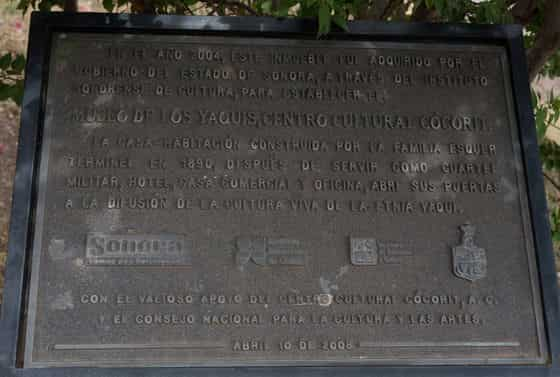 EN EL AÑO 2004, ESTE INMUEBLE FUE ADQUIRIDO POR EL
GOBIERNO DEL ESTADO DE SONORA, A TRAVÉS DEL INSTITUTO
SONORENSE DE CULTURA, PARA ESTABLECER EL
MUSEO DE LOS YAQUIS, CENTRO CULTURAL CÓCORIT.
LA CASA-HABITACIÓN CONSTRUIDA POR LA FAMILIA ESQUER
TERMINEL EN 1890, DESPUÉS DE SERVIR COMO CUARTEL
MILITAR, HOTEL, CASA COMERCIAL Y OFICINA, ABRE SUS PUERTAS
A LA DIFUSIÓN DE LA CULTURA VIVA DE LA ETNIA YAQUI.
Sonora
CON EL VALIOSO APOYO DEL CENTRO CULTURAL CÓCORIT, A. C.
Y EL CONSEJO NACIONAL PARA LA CULTURA Y LAS ARTES.
ABRIL 10 DE 2008